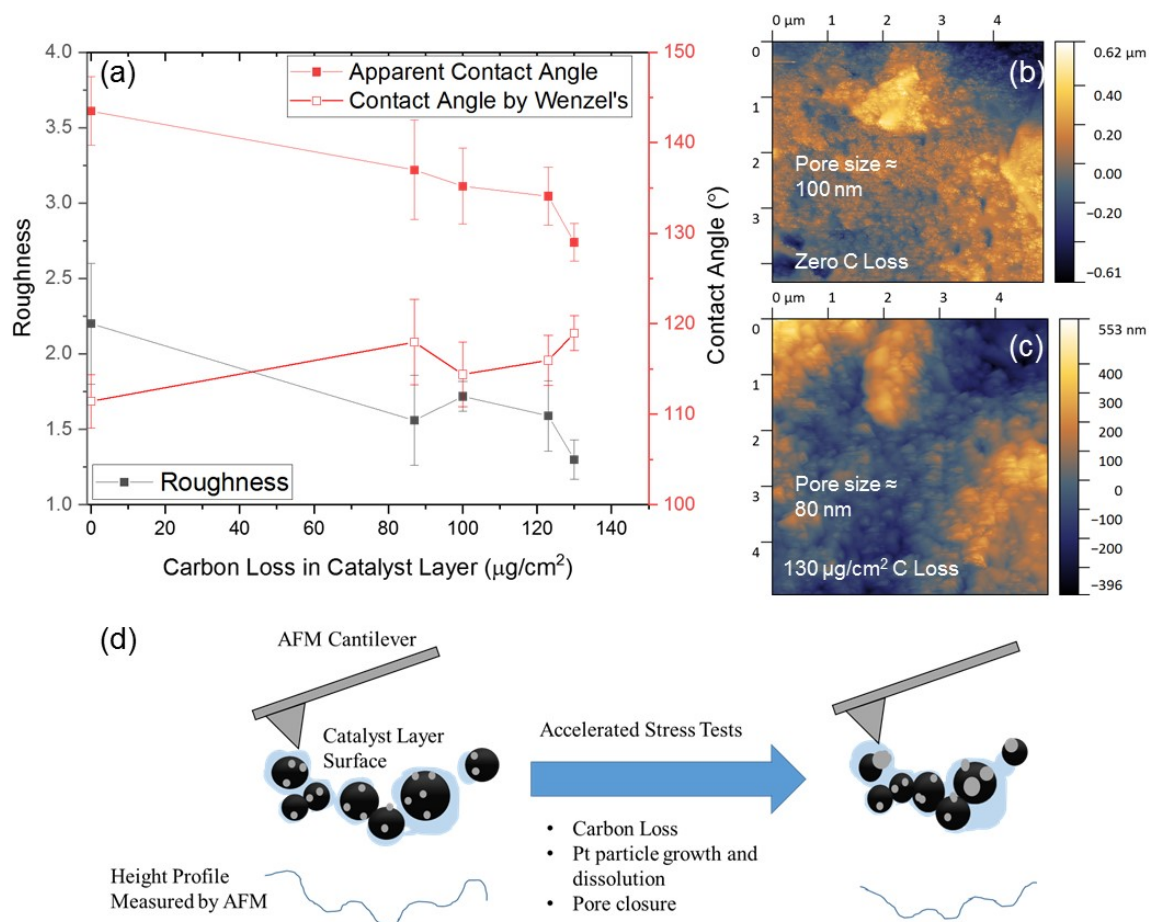 (a)
4.0
3.5
3.0
2.5
2.0
1.5
1.0
Roughness
Apparent Contact Angle
Contact Angle by Wenzel's
Roughness
150
140
130
120
110
100
Contact Angle (°)
0 20 40 60 80 100 120 140
Carbon Loss in Catalyst Layer (μg/cm²)
(b)
0 μm 1 2 3 4
0
1
2
3
Pore size ≈
100 nm
Zero C Loss
0.62 μm
0.40
0.20
0.00
−0.20
−0.61
(c)
0 μm 1 2 3 4
0
1
2
3
4
Pore size ≈
80 nm
130 μg/cm² C Loss
553 nm
400
300
200
100
0
−100
−200
−396
(d)
AFM Cantilever
Catalyst Layer
Surface
Height Profile
Measured by AFM
Accelerated Stress Tests
• Carbon Loss
• Pt particle growth and
dissolution
• Pore closure